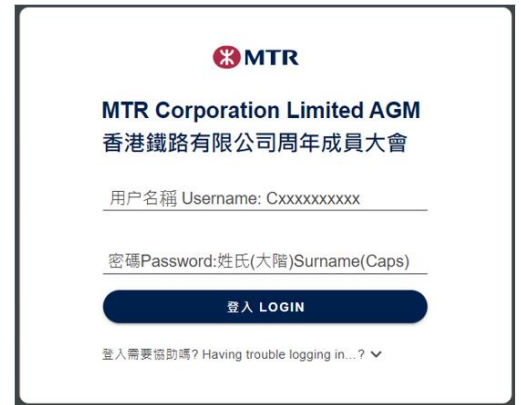 MTR
MTR Corporation Limited AGM
香港鐵路有限公司周年成員大會
用户名稱 Username: Cxxxxxxxxxx
密碼Password:姓氏(大階)Surname(Caps)
登入 LOGIN
登入需要協助嗎? Having trouble logging in...?